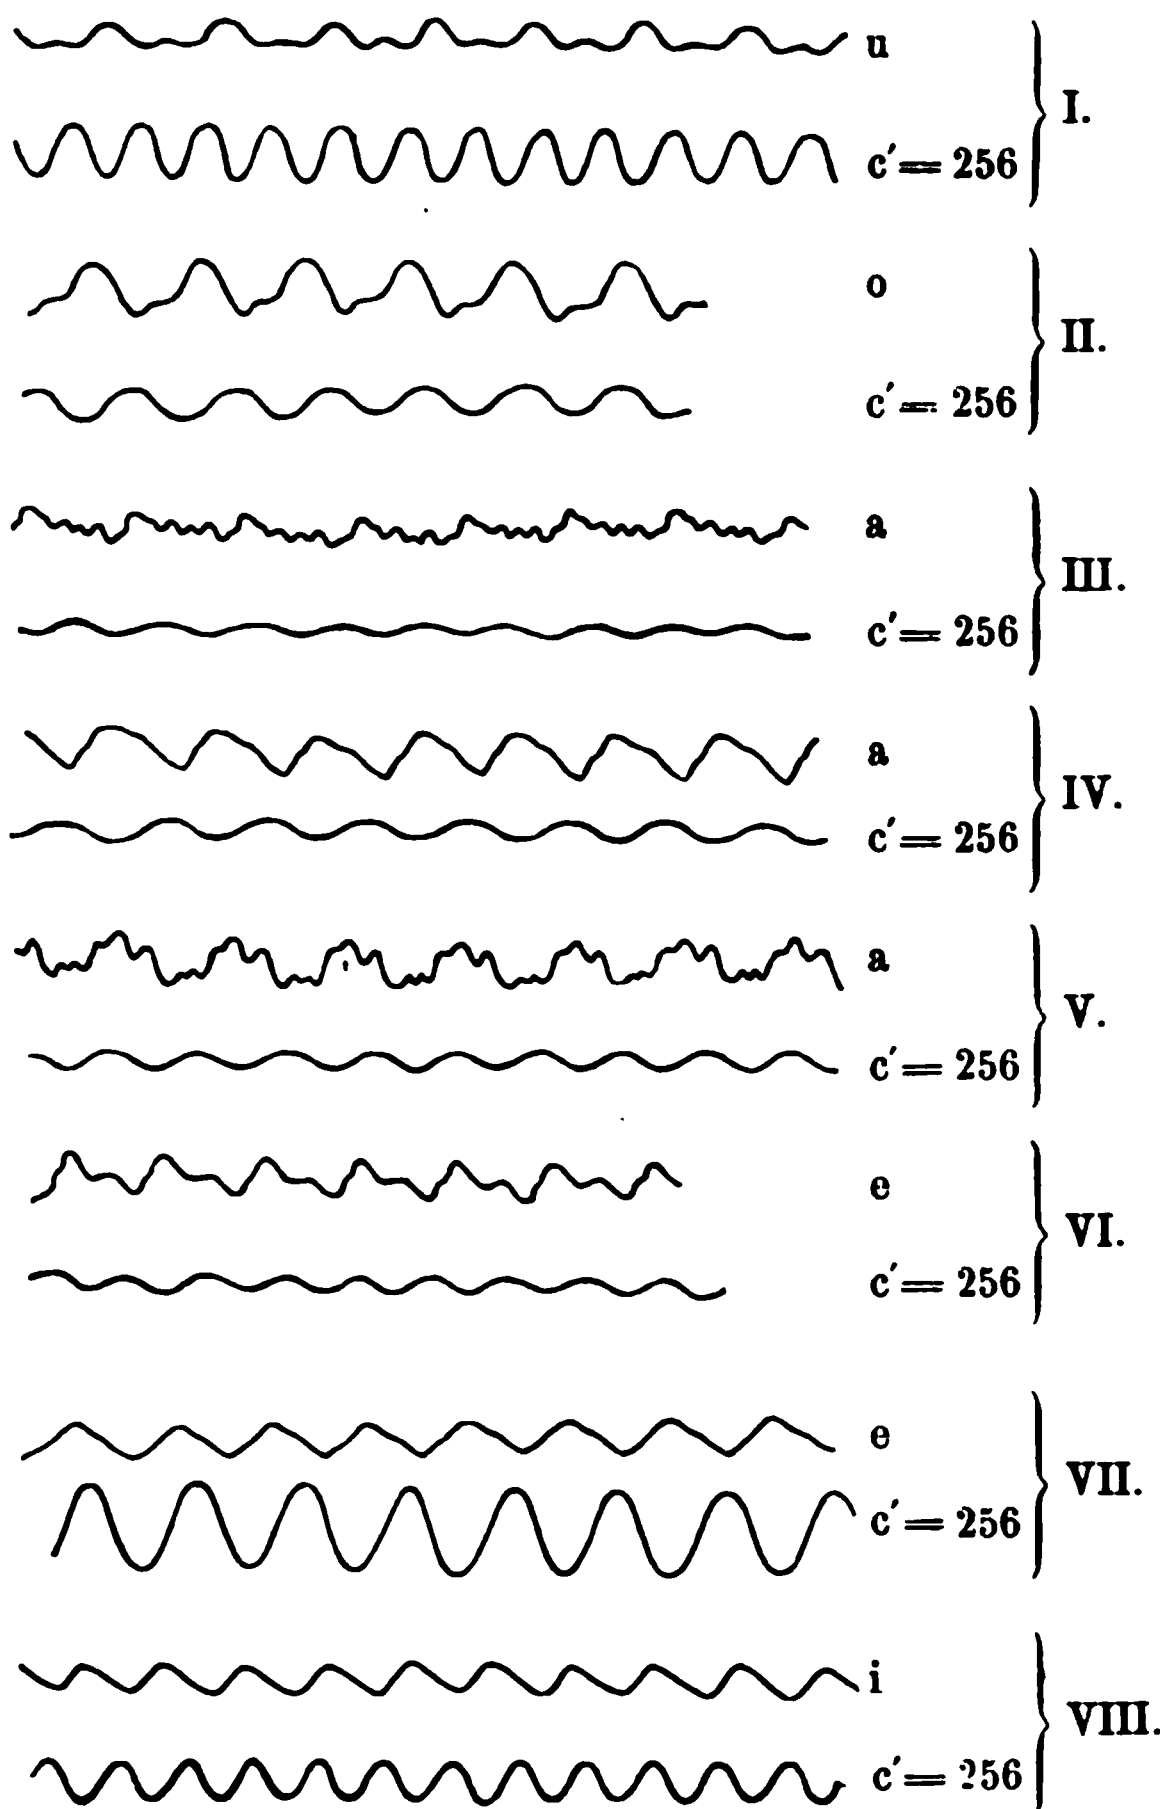 u
c′ = 256
I.
o
c′ = 256
II.
a
c′ = 256
III.
a
c′ = 256
IV.
a
c′ = 256
V.
e
c′ = 256
VI.
e
c′ = 256
VII.
i
c′ = 256
VIII.